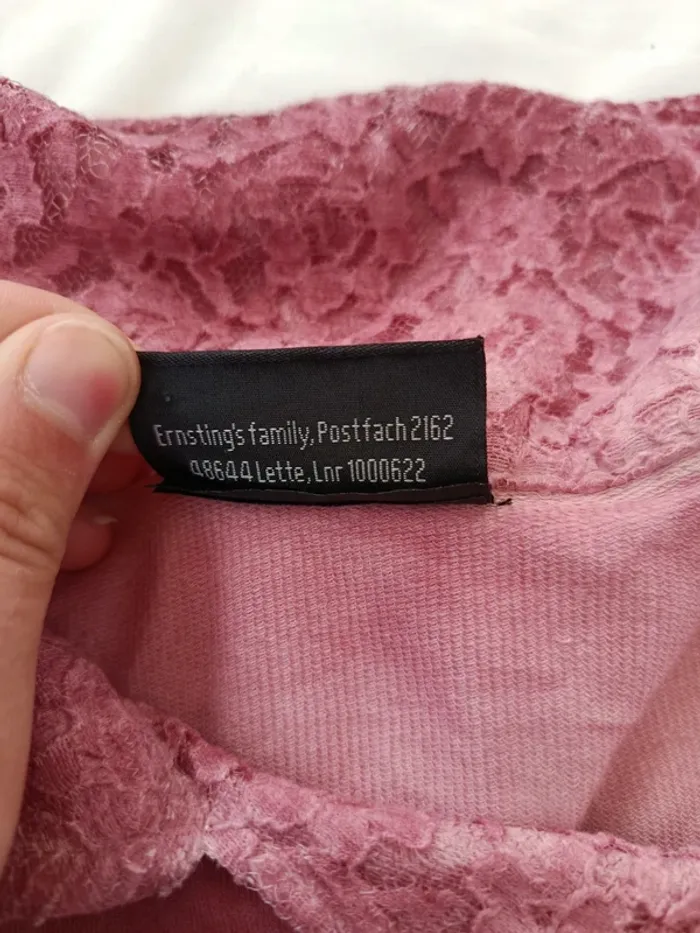 Ernsting's family, Postfach 2162
48644 Lette, Lnr 1000622